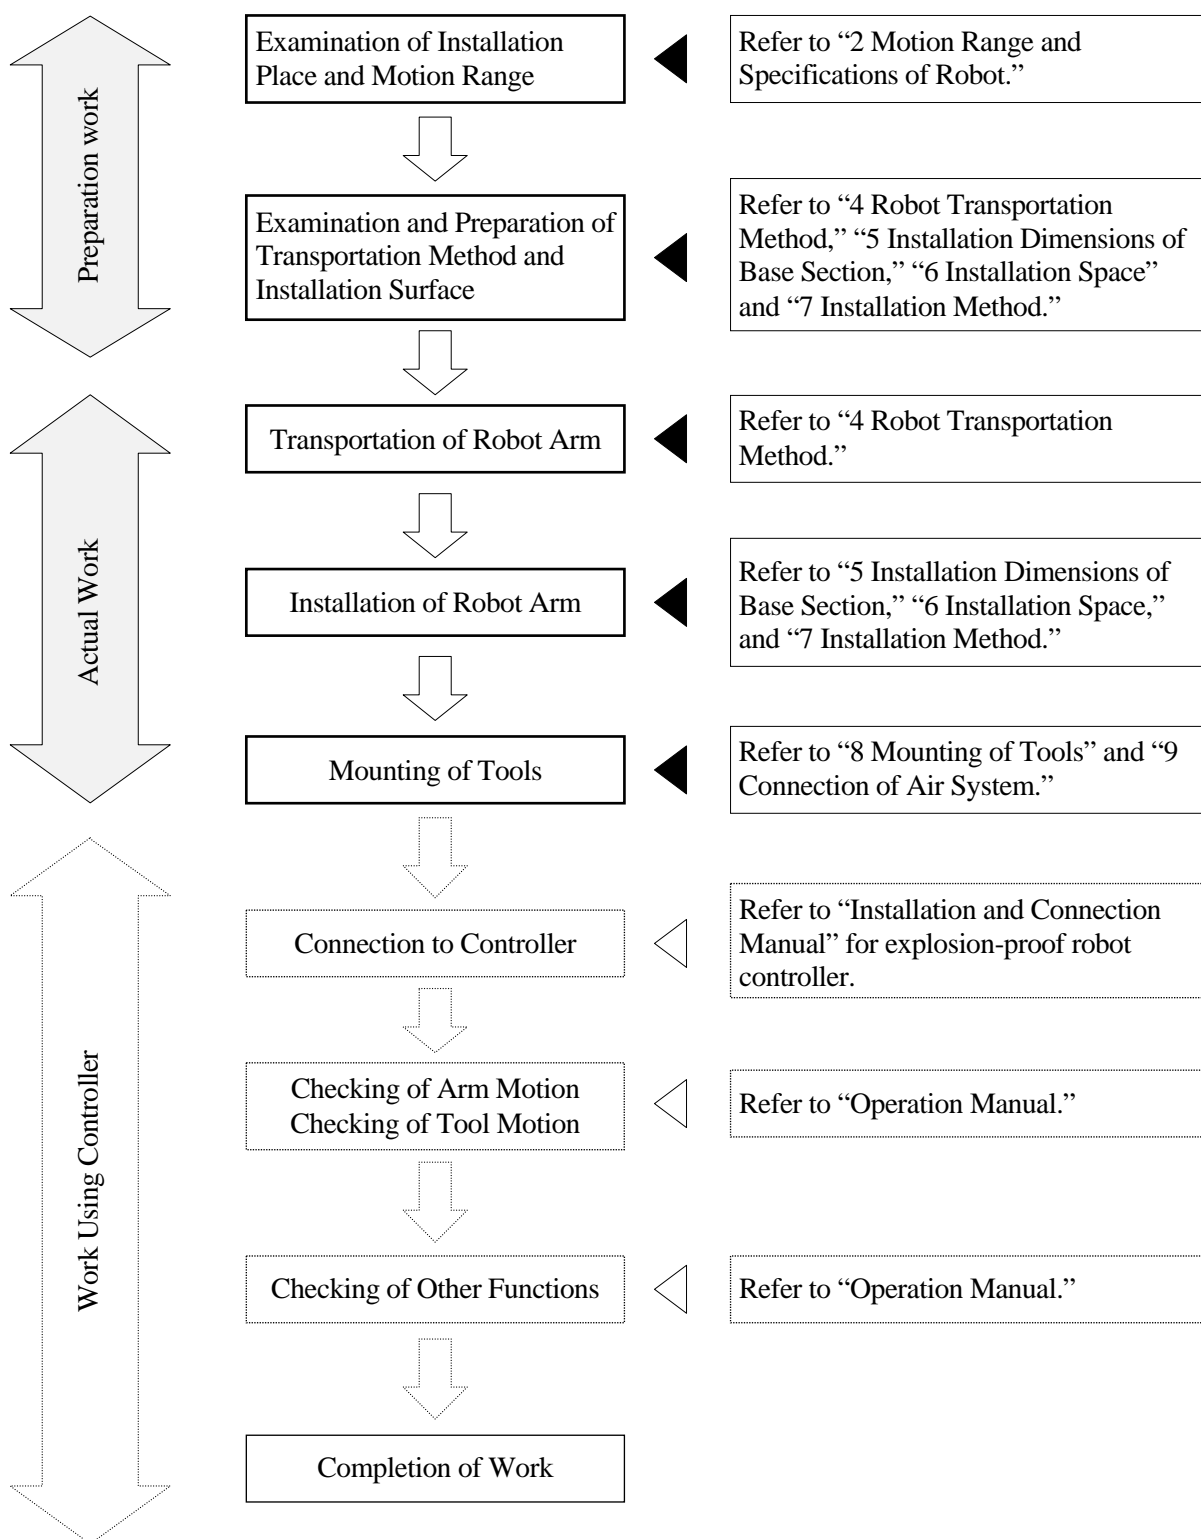 Preparation work
Examination of Installation
Place and Motion Range
Refer to “2 Motion Range and
Specifications of Robot.”
Examination and Preparation of
Transportation Method and
Installation Surface
Refer to “4 Robot Transportation
Method,” “5 Installation Dimensions of
Base Section,” “6 Installation Space”
and “7 Installation Method.”
Actual Work
Transportation of Robot Arm
Refer to “4 Robot Transportation
Method.”
Installation of Robot Arm
Refer to “5 Installation Dimensions of
Base Section,” “6 Installation Space,”
and “7 Installation Method.”
Mounting of Tools
Refer to “8 Mounting of Tools” and “9
Connection of Air System.”
Work Using Controller
Connection to Controller
Refer to “Installation and Connection
Manual” for explosion-proof robot
controller.
Checking of Arm Motion
Checking of Tool Motion
Refer to “Operation Manual.”
Checking of Other Functions
Refer to “Operation Manual.”
Completion of Work